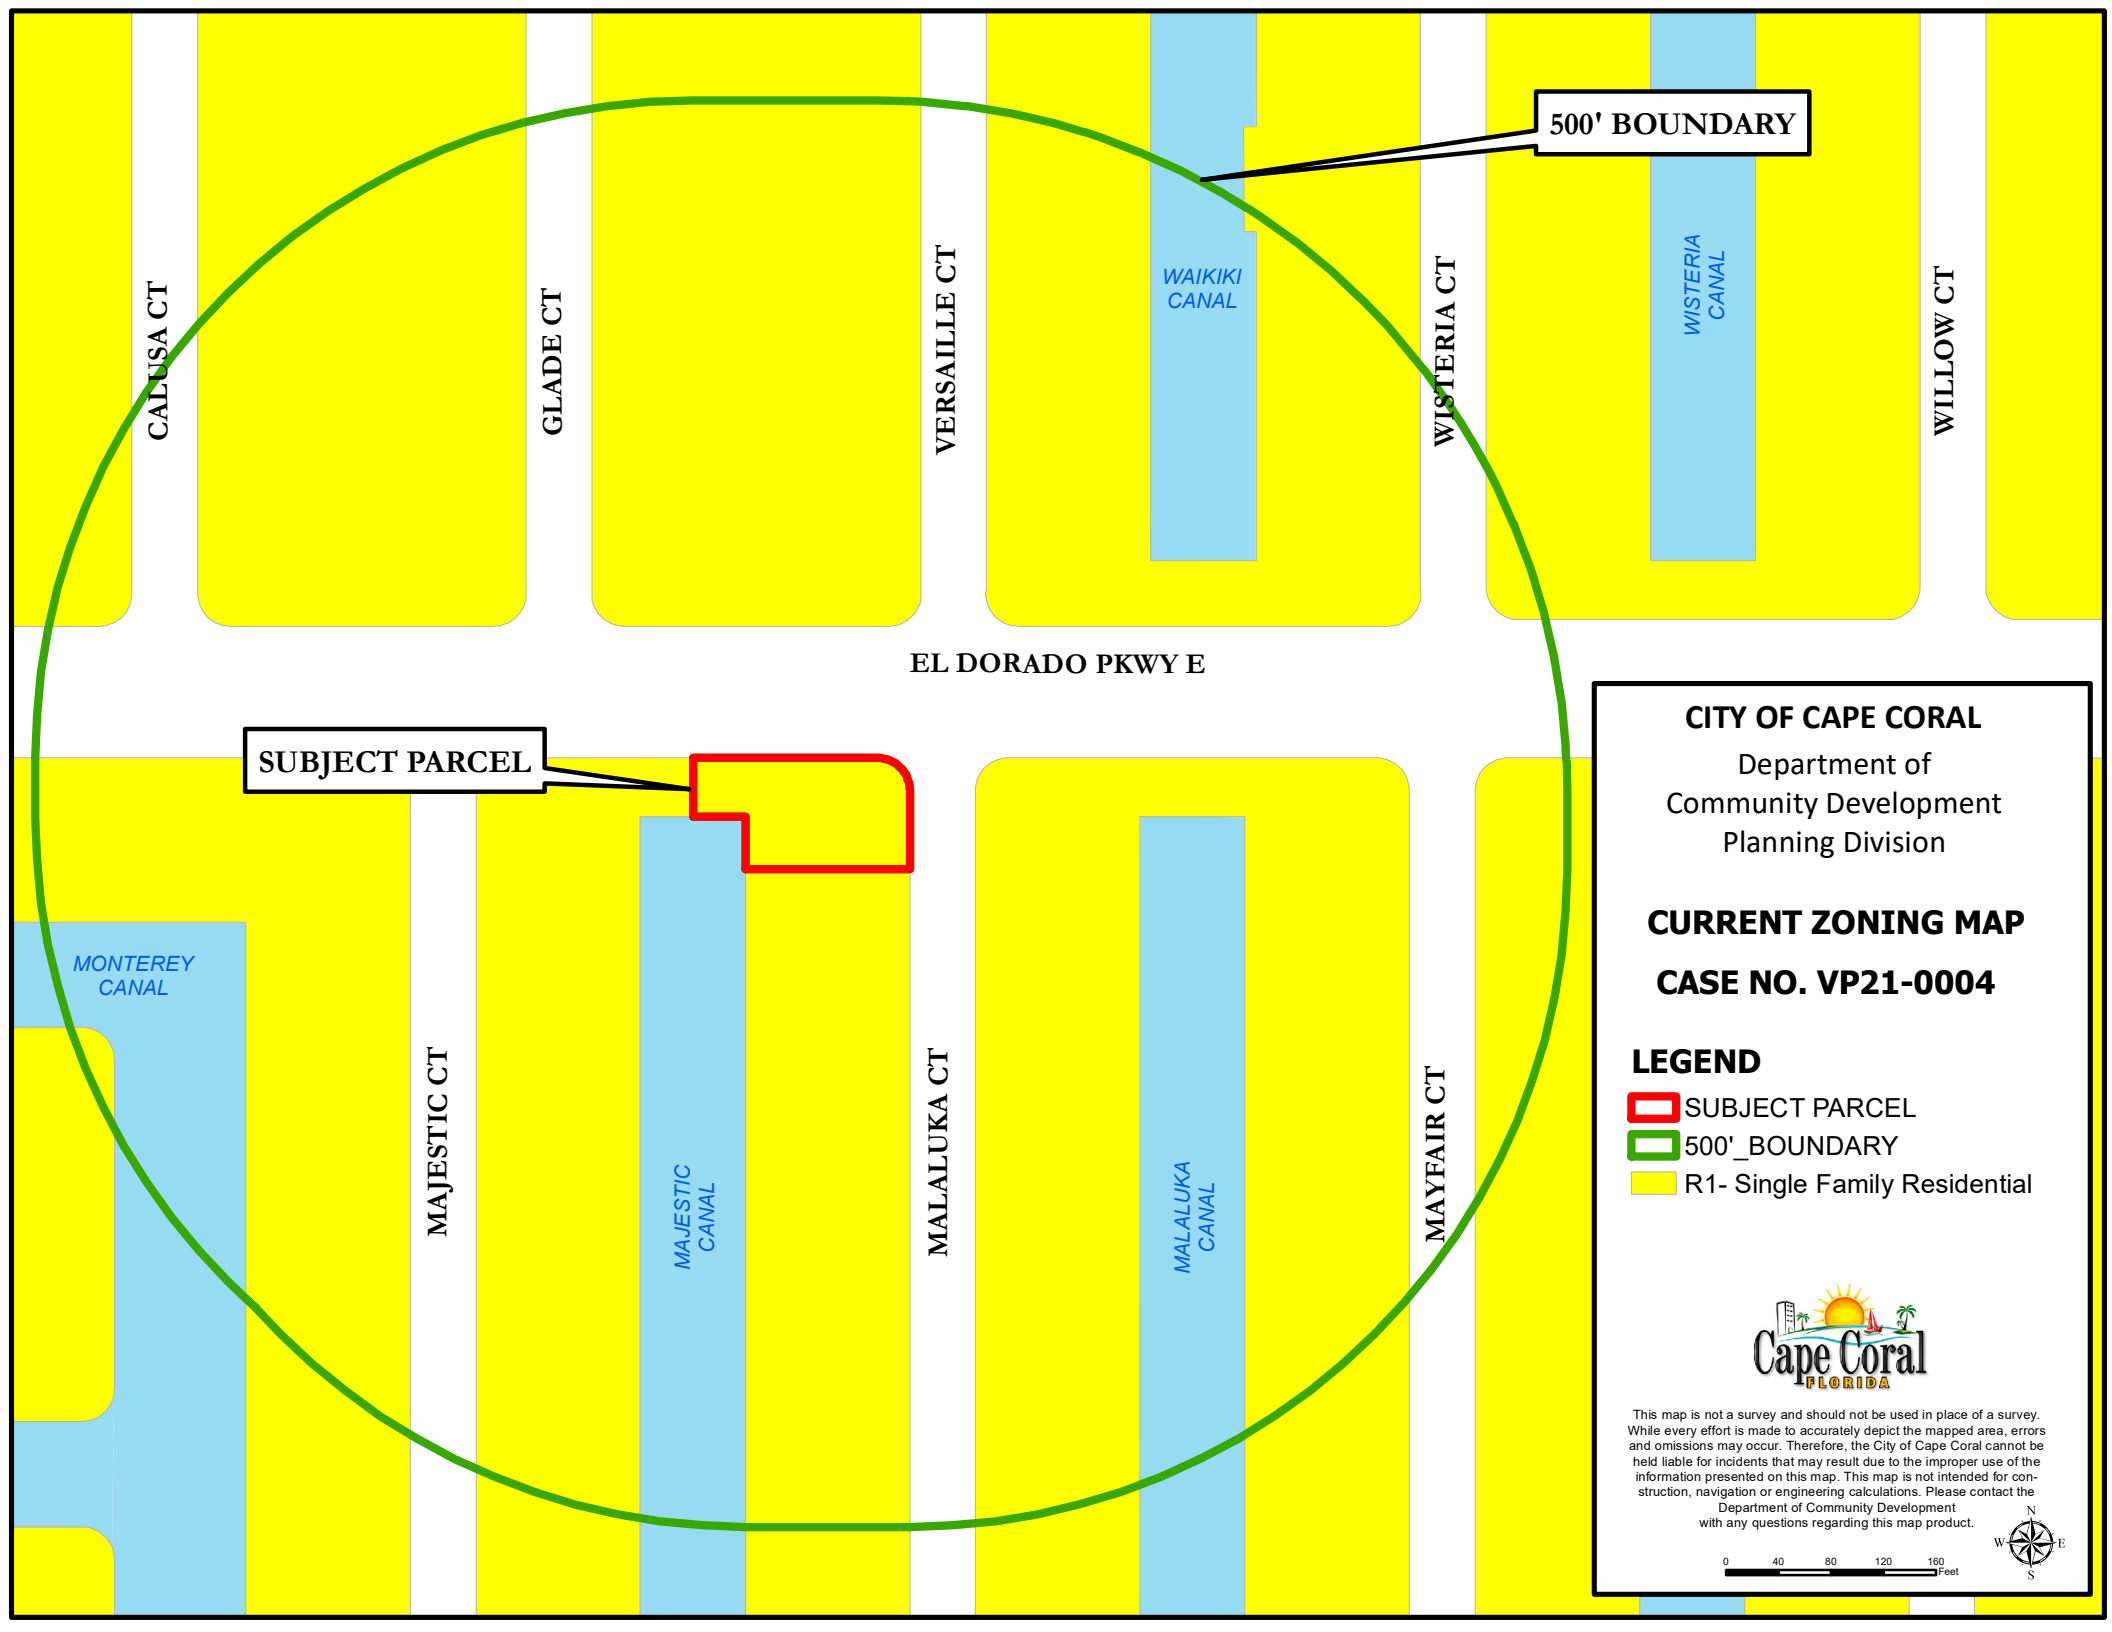 500' BOUNDARY
WAIKIKI
CANAL
WISTERIA
CANAL
CALUSA CT
GLADE CT
VERSAILLE CT
WISTERIA CT
WILLOW CT
EL DORADO PKWY E
SUBJECT PARCEL
MONTEREY
CANAL
MAJESTIC CT
MAJESTIC
CANAL
MALALUKA CT
MALALUKA
CANAL
MAYFAIR CT
CITY OF CAPE CORAL
Department of
Community Development
Planning Division
CURRENT ZONING MAP
CASE NO. VP21-0004
LEGEND
SUBJECT PARCEL
500'_BOUNDARY
R1- Single Family Residential
Cape Coral
FLORIDA
This map is not a survey and should not be used in place of a survey.
While every effort is made to accurately depict the mapped area, errors
and omissions may occur. Therefore, the City of Cape Coral cannot be
held liable for incidents that may result due to the improper use of the
information presented on this map. This map is not intended for con-
struction, navigation or engineering calculations. Please contact the
Department of Community Development
with any questions regarding this map product.
N
W E
S
0 40 80 120 160
Feet